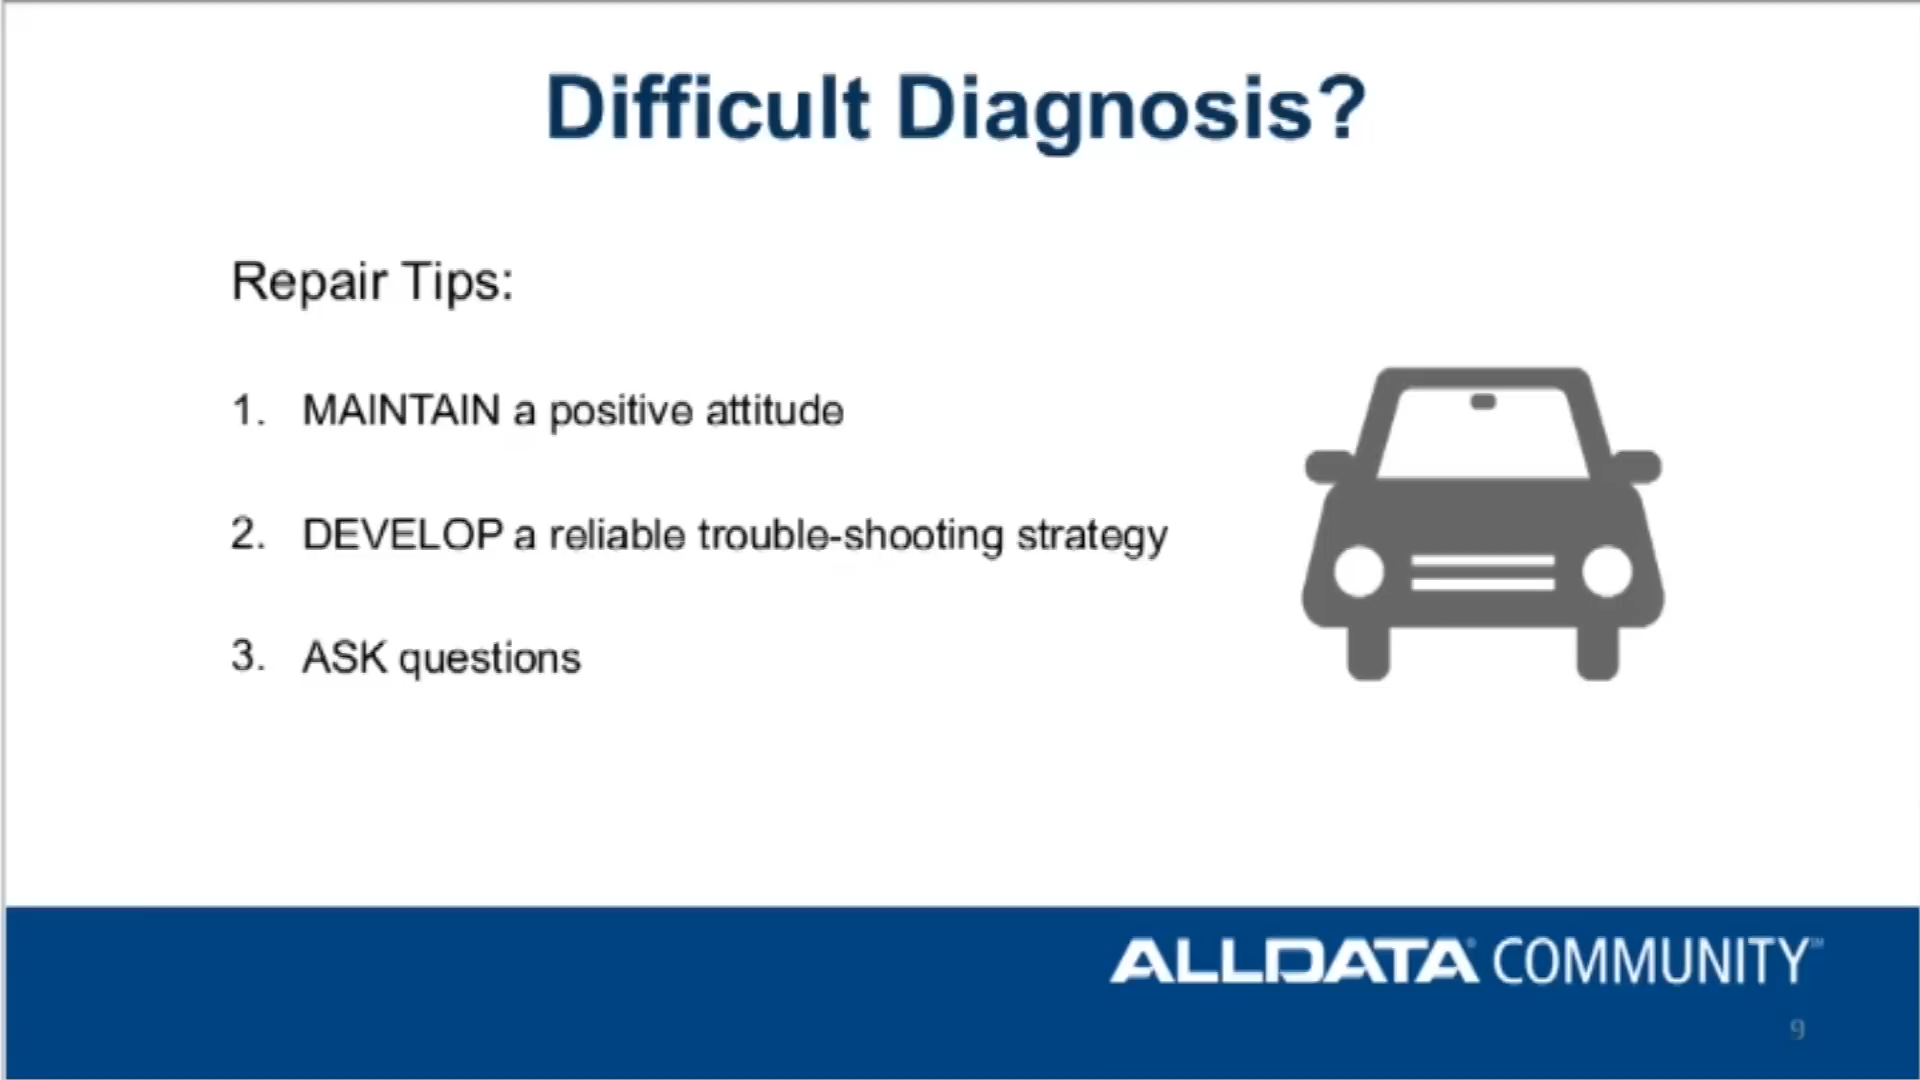 Difficult Diagnosis?
Repair Tips:
1. MAINTAIN a positive attitude
2. DEVELOP a reliable trouble-shooting strategy
3. ASK questions
ALLDATA® COMMUNITY™
9